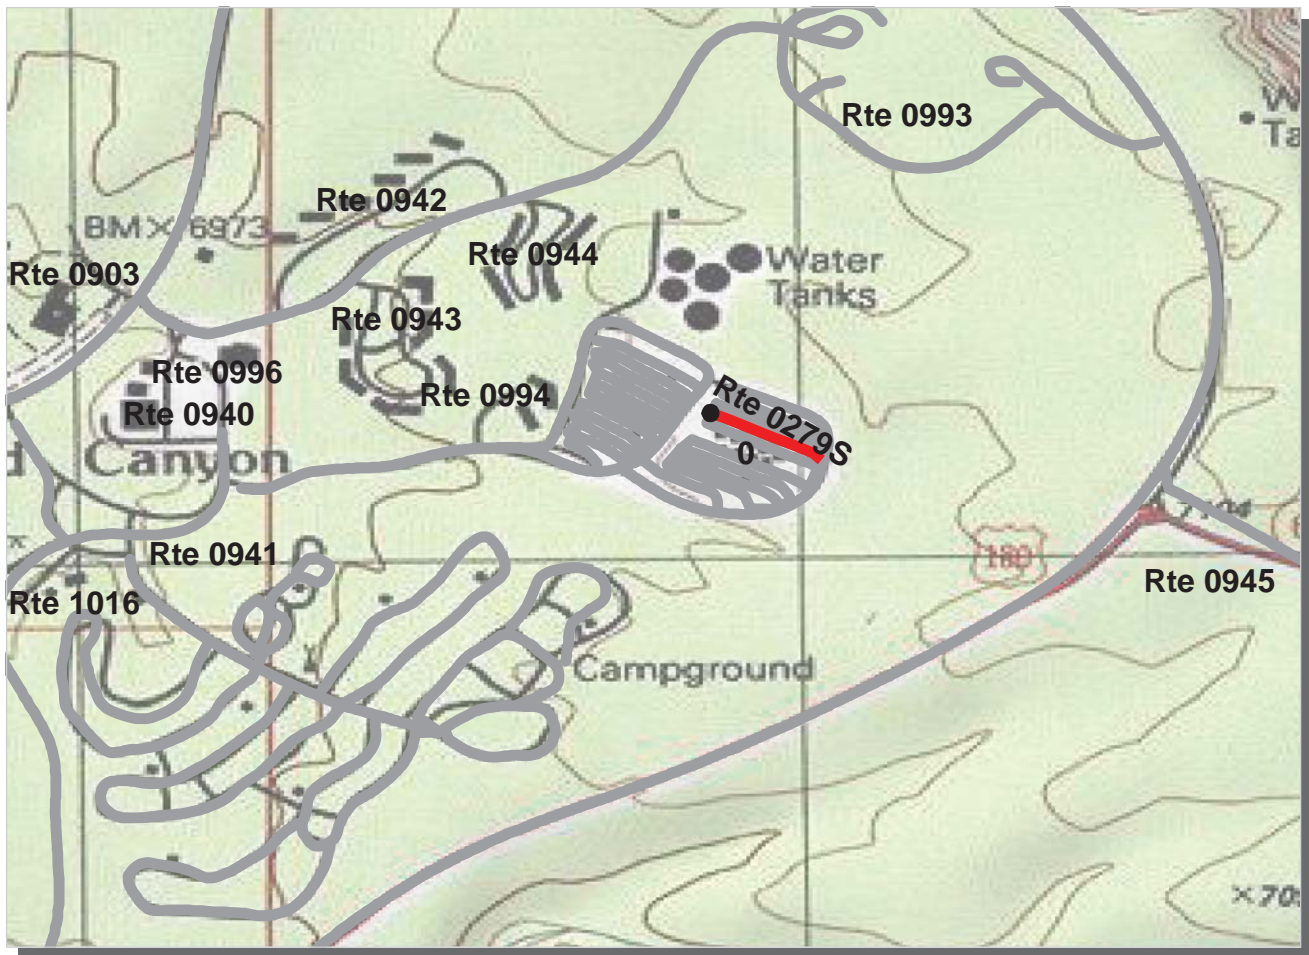 Rte 0993
Rte 0942
BM X 6973
Rte 0944
Water
Tanks
Rte 0903
Rte 0943
Rte 0996
Rte 0994
Rte 0279S
Rte 0940
0
Canyon
Rte 0941
180
Rte 0945
Rte 1016
Campground